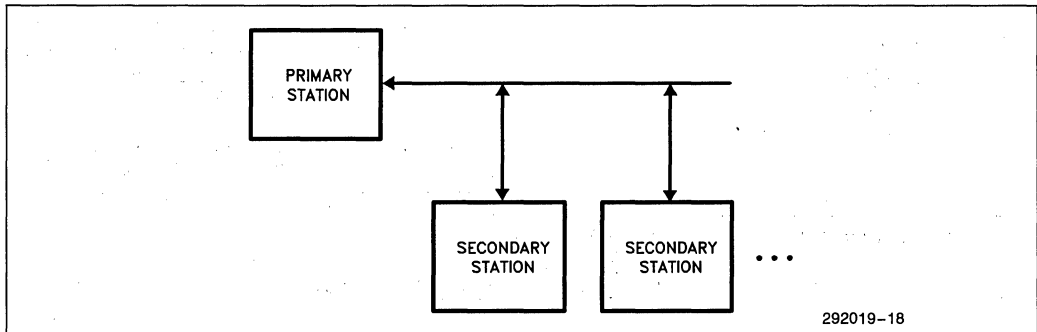 PRIMARY
STATION
SECONDARY
STATION
SECONDARY
STATION
...
292019-18